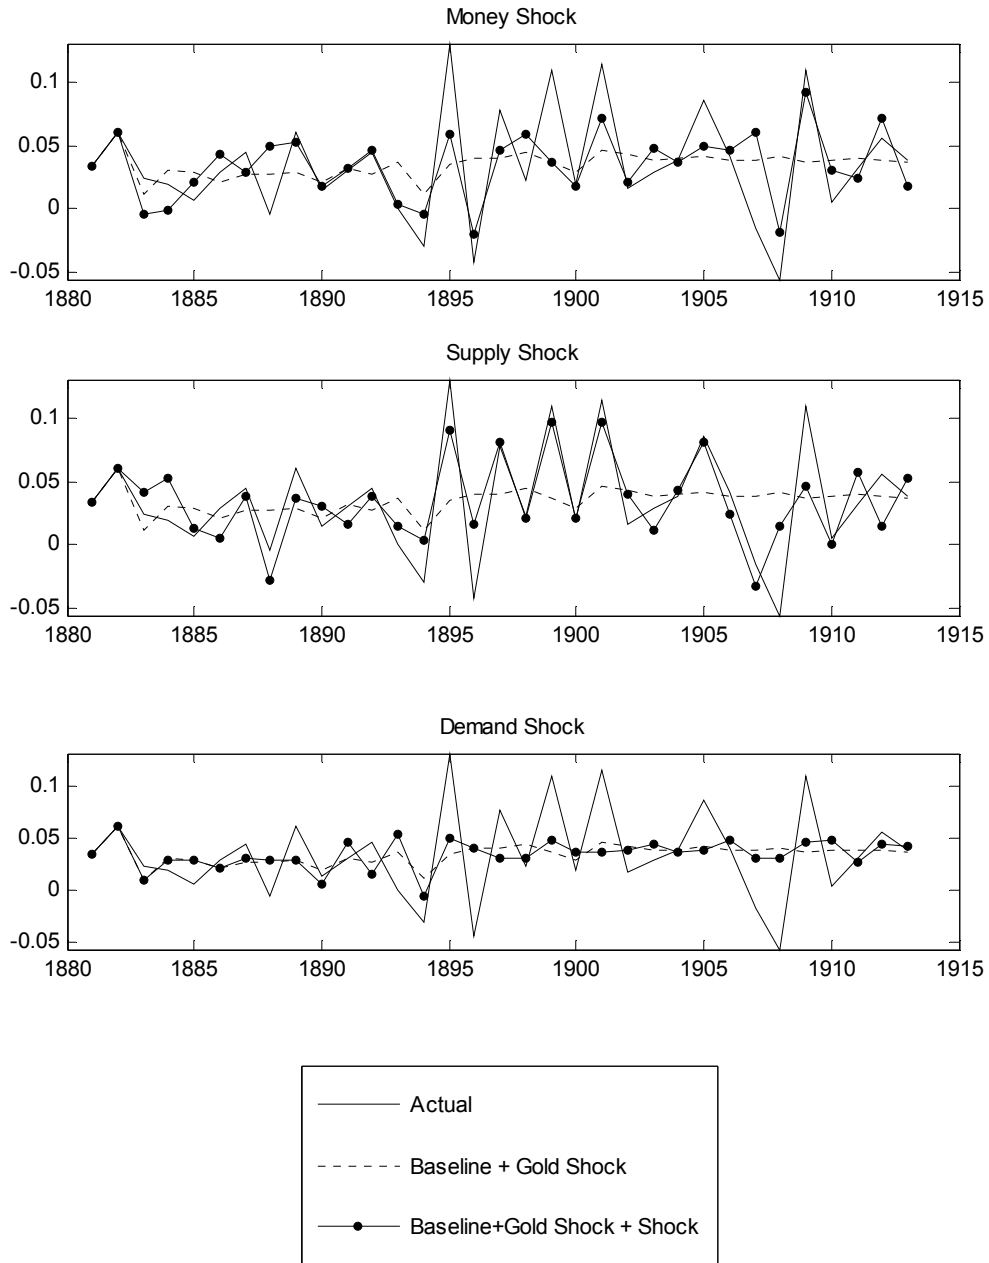 Money Shock
0.1
0.05
0
-0.05
1880 1885 1890 1895 1900 1905 1910 1915
Supply Shock
0.1
0.05
0
-0.05
1880 1885 1890 1895 1900 1905 1910 1915
Demand Shock
0.1
0.05
0
-0.05
1880 1885 1890 1895 1900 1905 1910 1915
Actual
Baseline + Gold Shock
Baseline+Gold Shock + Shock